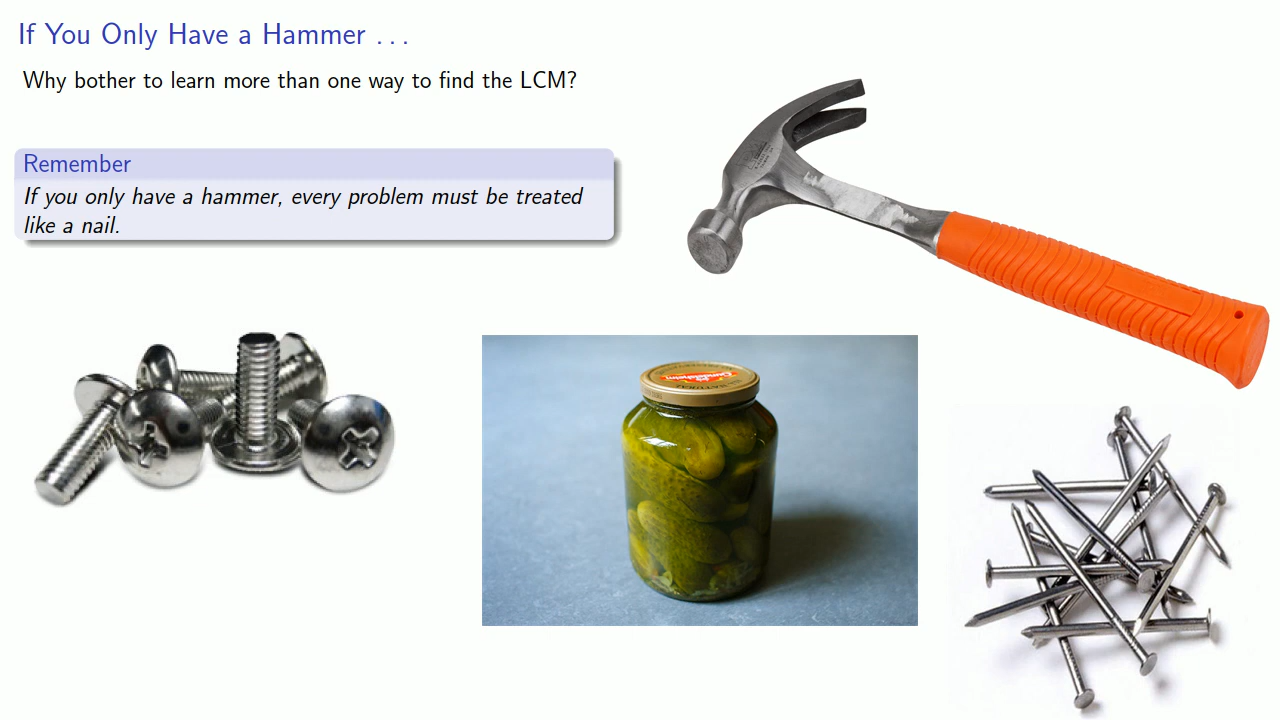 If You Only Have a Hammer ...
Why bother to learn more than one way to find the LCM?
Remember
If you only have a hammer, every problem must be treated
like a nail.